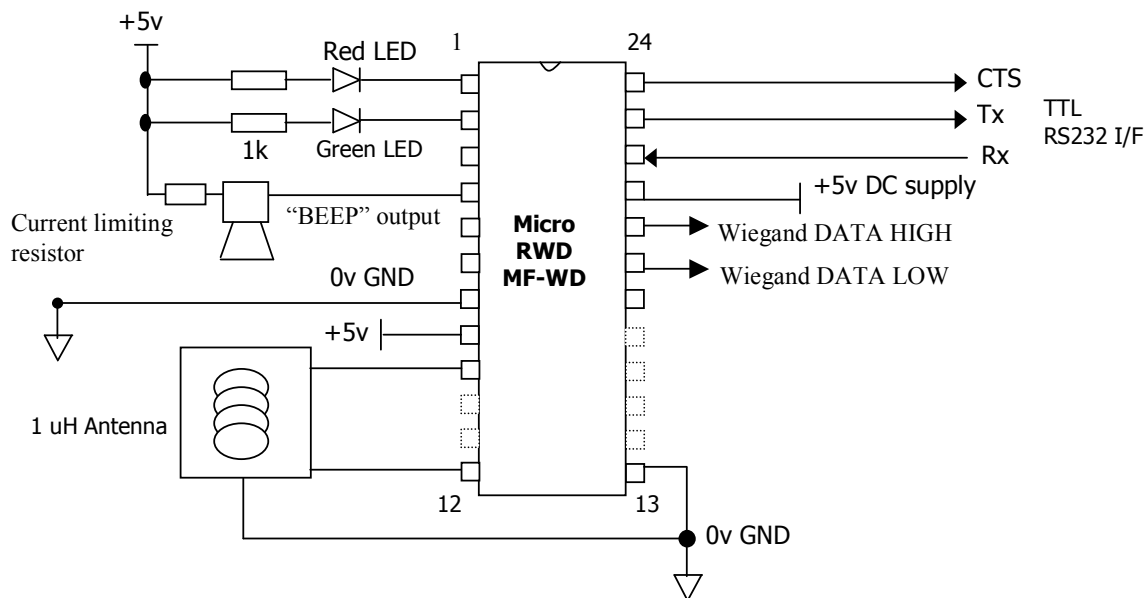 +5v
1
24
Red LED
CTS
Tx
TTL
RS232 I/F
1k
Green LED
Rx
+5v DC supply
Current limiting
resistor
“BEEP” output
Micro
RWD
MF-WD
Wiegand DATA HIGH
Wiegand DATA LOW
0v GND
+5v
1 uH Antenna
12
13
0v GND